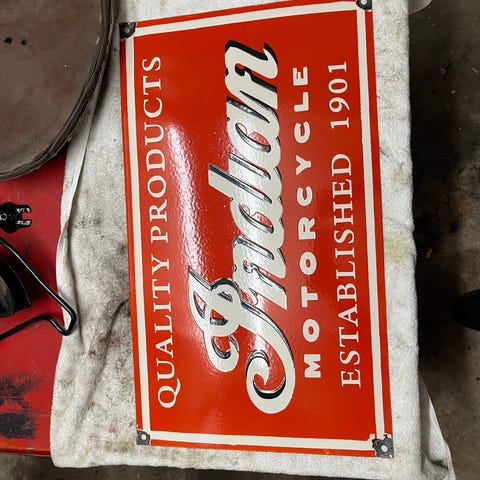 QUALITY PRODUCTS
Indian
MOTORCYCLE
ESTABLISHED 1901